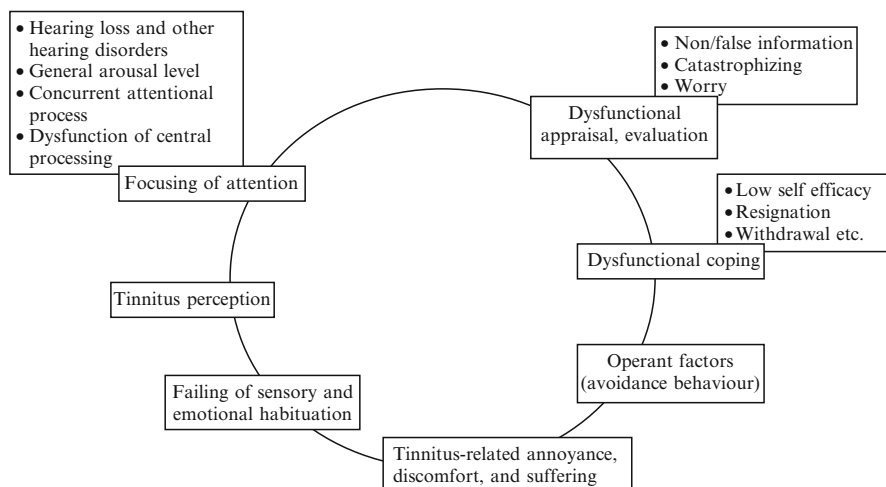 • Hearing loss and other
hearing disorders
• General arousal level
• Concurrent attentional
process
• Dysfunction of central
processing
Focusing of attention
• Non/false information
• Catastrophizing
• Worry
Dysfunctional
appraisal, evaluation
• Low self efficacy
• Resignation
• Withdrawal etc.
Dysfunctional coping
Tinnitus perception
Operant factors
(avoidance behaviour)
Failing of sensory and
emotional habituation
Tinnitus-related annoyance,
discomfort, and suffering